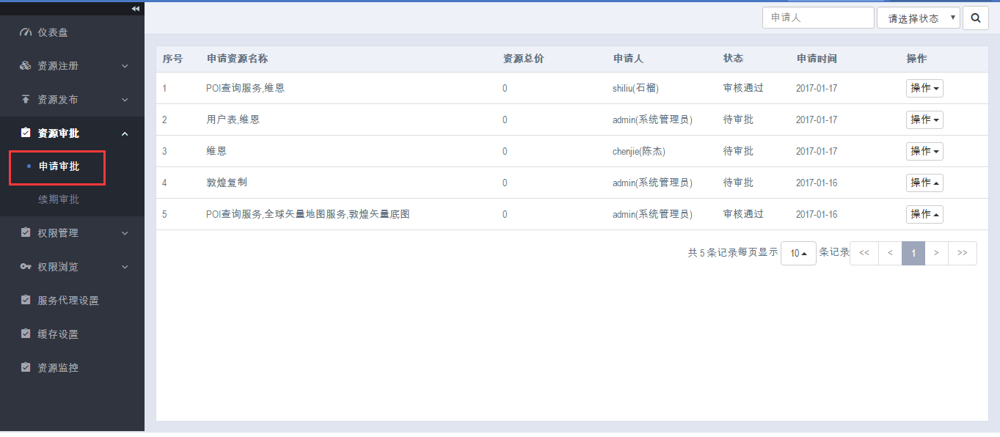 仪表盘
资源注册
资源发布
资源审批
申请审批
续期审批
权限管理
权限浏览
服务代理设置
缓存设置
资源监控
申请人 请选择状态
序号 申请资源名称 资源总价 申请人 状态 申请时间 操作
1 POI查询服务,维恩 0 shiliu(石榴) 审核通过 2017-01-17 操作
2 用户表,维恩 0 admin(系统管理员) 待审批 2017-01-17 操作
3 维恩 0 chenjie(陈杰) 待审批 2017-01-17 操作
4 敦煌复制 0 admin(系统管理员) 待审批 2017-01-16 操作
5 POI查询服务,全球矢量地图服务,敦煌矢量底图 0 admin(系统管理员) 审核通过 2017-01-16 操作
共 5 条记录每页显示 10 条记录 << < 1 > >>